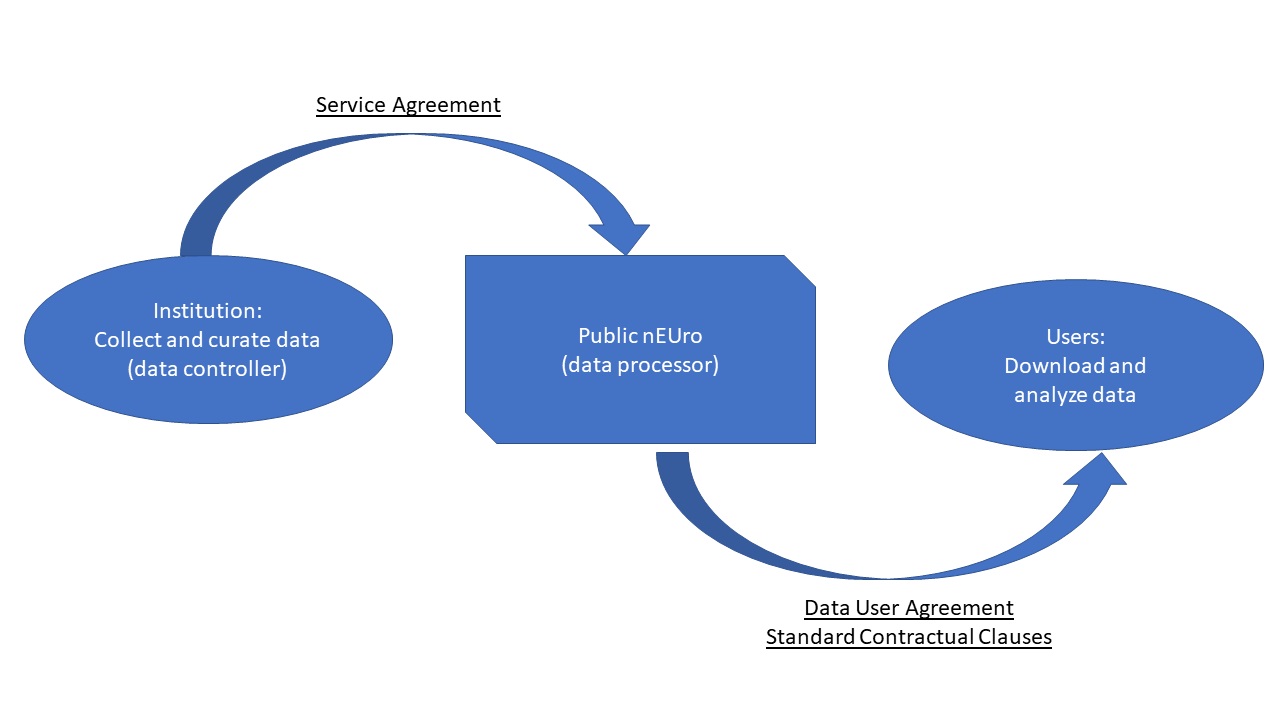 Service Agreement
Institution:
Collect and curate data
(data controller)
Public nEUro
(data processor)
Users:
Download and
analyze data
Data User Agreement
Standard Contractual Clauses